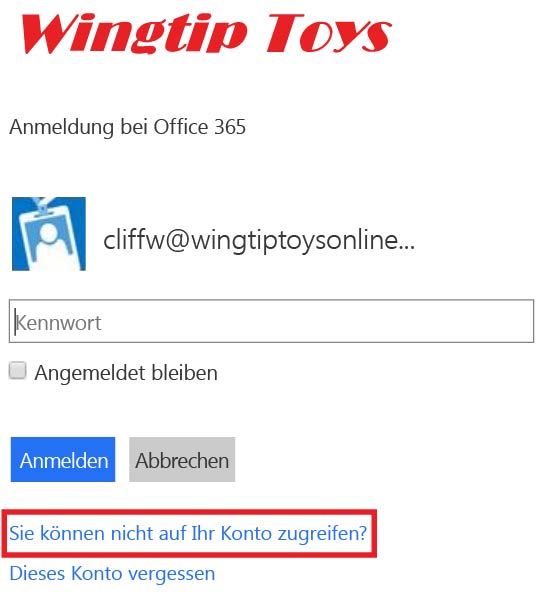 Wingtip Toys
Anmeldung bei Office 365
cliffw@wingtiptoysonline...
Kennwort
Angemeldet bleiben
Anmelden Abbrechen
Sie können nicht auf Ihr Konto zugreifen?
Dieses Konto vergessen